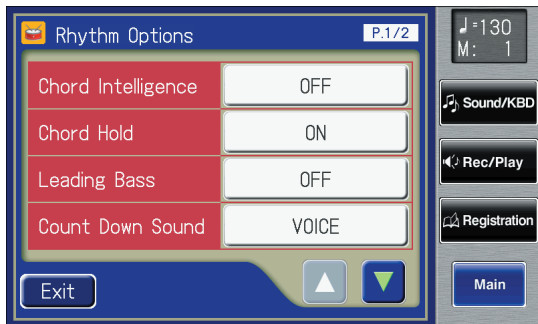 Rhythm Options P.1/2
Chord Intelligence OFF
Chord Hold ON
Leading Bass OFF
Count Down Sound VOICE
Exit
♩=130
M: 1
Sound/KBD
Rec/Play
Registration
Main